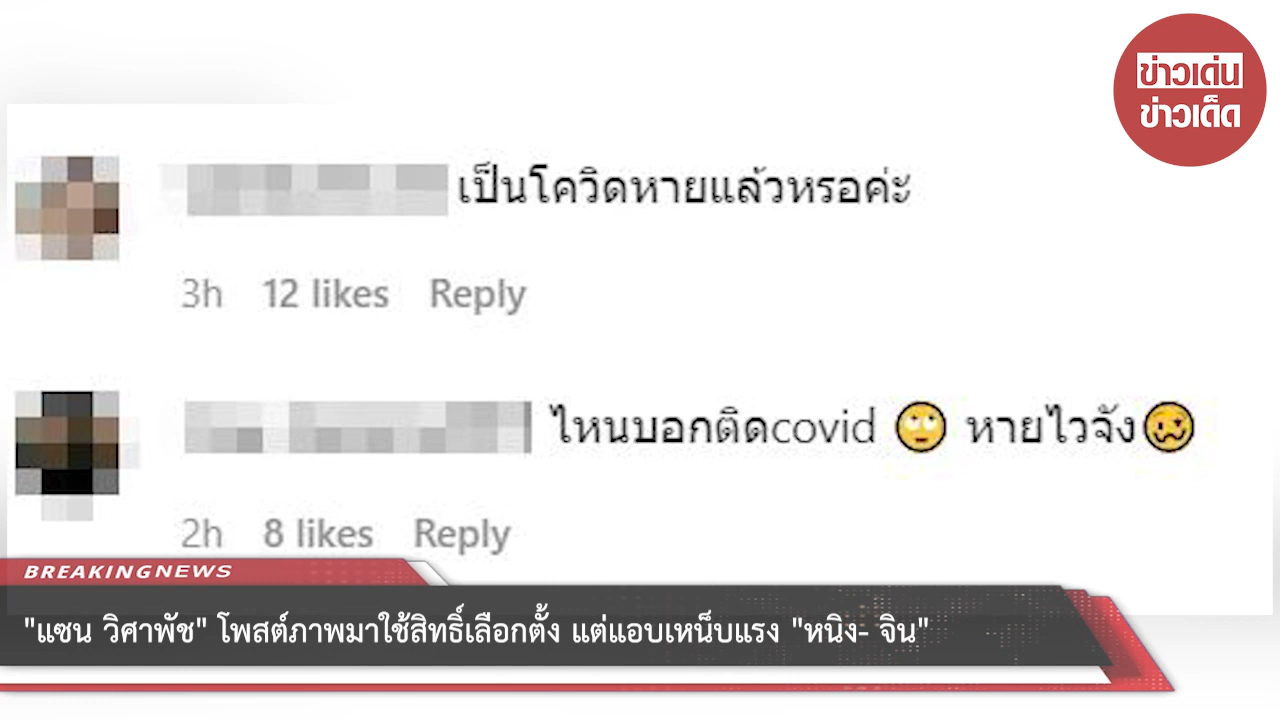 ข่าวเด่น
ข่าวเด็ด
เป็นโควิดหายแล้วหรอค่ะ
3h 12 likes Reply
ไหนบอกติดcovid 🙄 หายไวจัง🥴
2h 8 likes Reply
BREAKING NEWS
"แซน วิศาพัช" โพสต์ภาพมาใช้สิทธิ์เลือกตั้ง แต่แอบเหน็บแรง "หนิง- จิน"